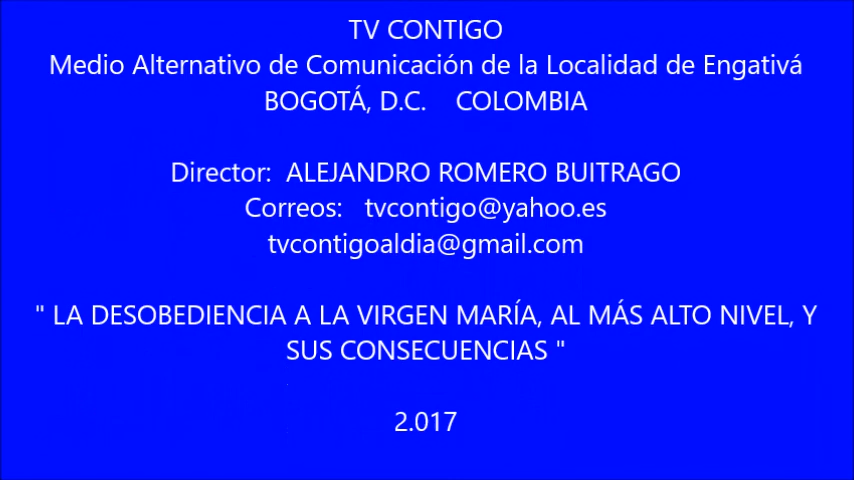 TV CONTIGO
Medio Alternativo de Comunicación de la Localidad de Engativá
BOGOTÁ, D.C. COLOMBIA
Director: ALEJANDRO ROMERO BUITRAGO
Correos: tvcontigo@yahoo.es
tvcontigoaldia@gmail.com
" LA DESOBEDIENCIA A LA VIRGEN MARÍA, AL MÁS ALTO NIVEL, Y
SUS CONSECUENCIAS "
2.017